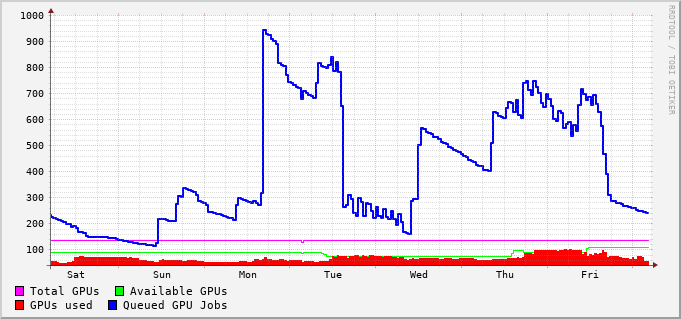 1000
900
800
700
600
500
400
300
200
100
Sat Sun Mon Tue Wed Thu Fri
Total GPUs Available GPUs
GPUs used Queued GPU Jobs
RRDTOOL / TOBI OETIKER